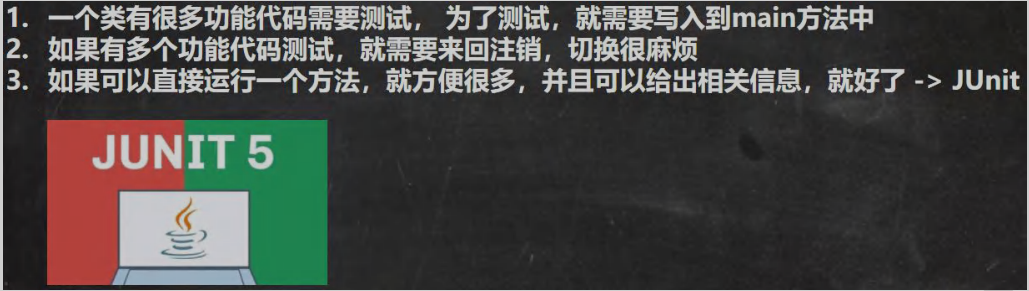 1. 一个类有很多功能代码需要测试， 为了测试，就需要写入到main方法中
2. 如果有多个功能代码测试，就需要来回注销，切换很麻烦
3. 如果可以直接运行一个方法，就方便很多，并且可以给出相关信息，就好了 -> JUnit
JUNIT 5